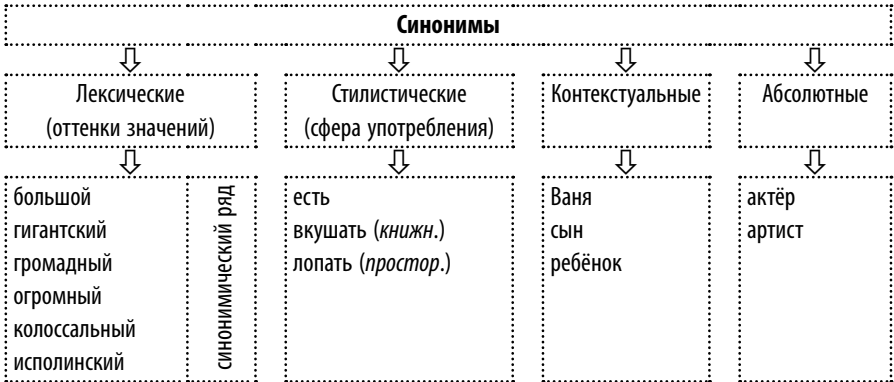 Синонимы
Лексические
(оттенки значений)
Стилистические
(сфера употребления)
Контекстуальные
Абсолютные
большой
гигантский
громадный
огромный
колоссальный
исполинский
синонимический ряд
есть
вкушать (книжн.)
лопать (простор.)
Ваня
сын
ребёнок
актёр
артист